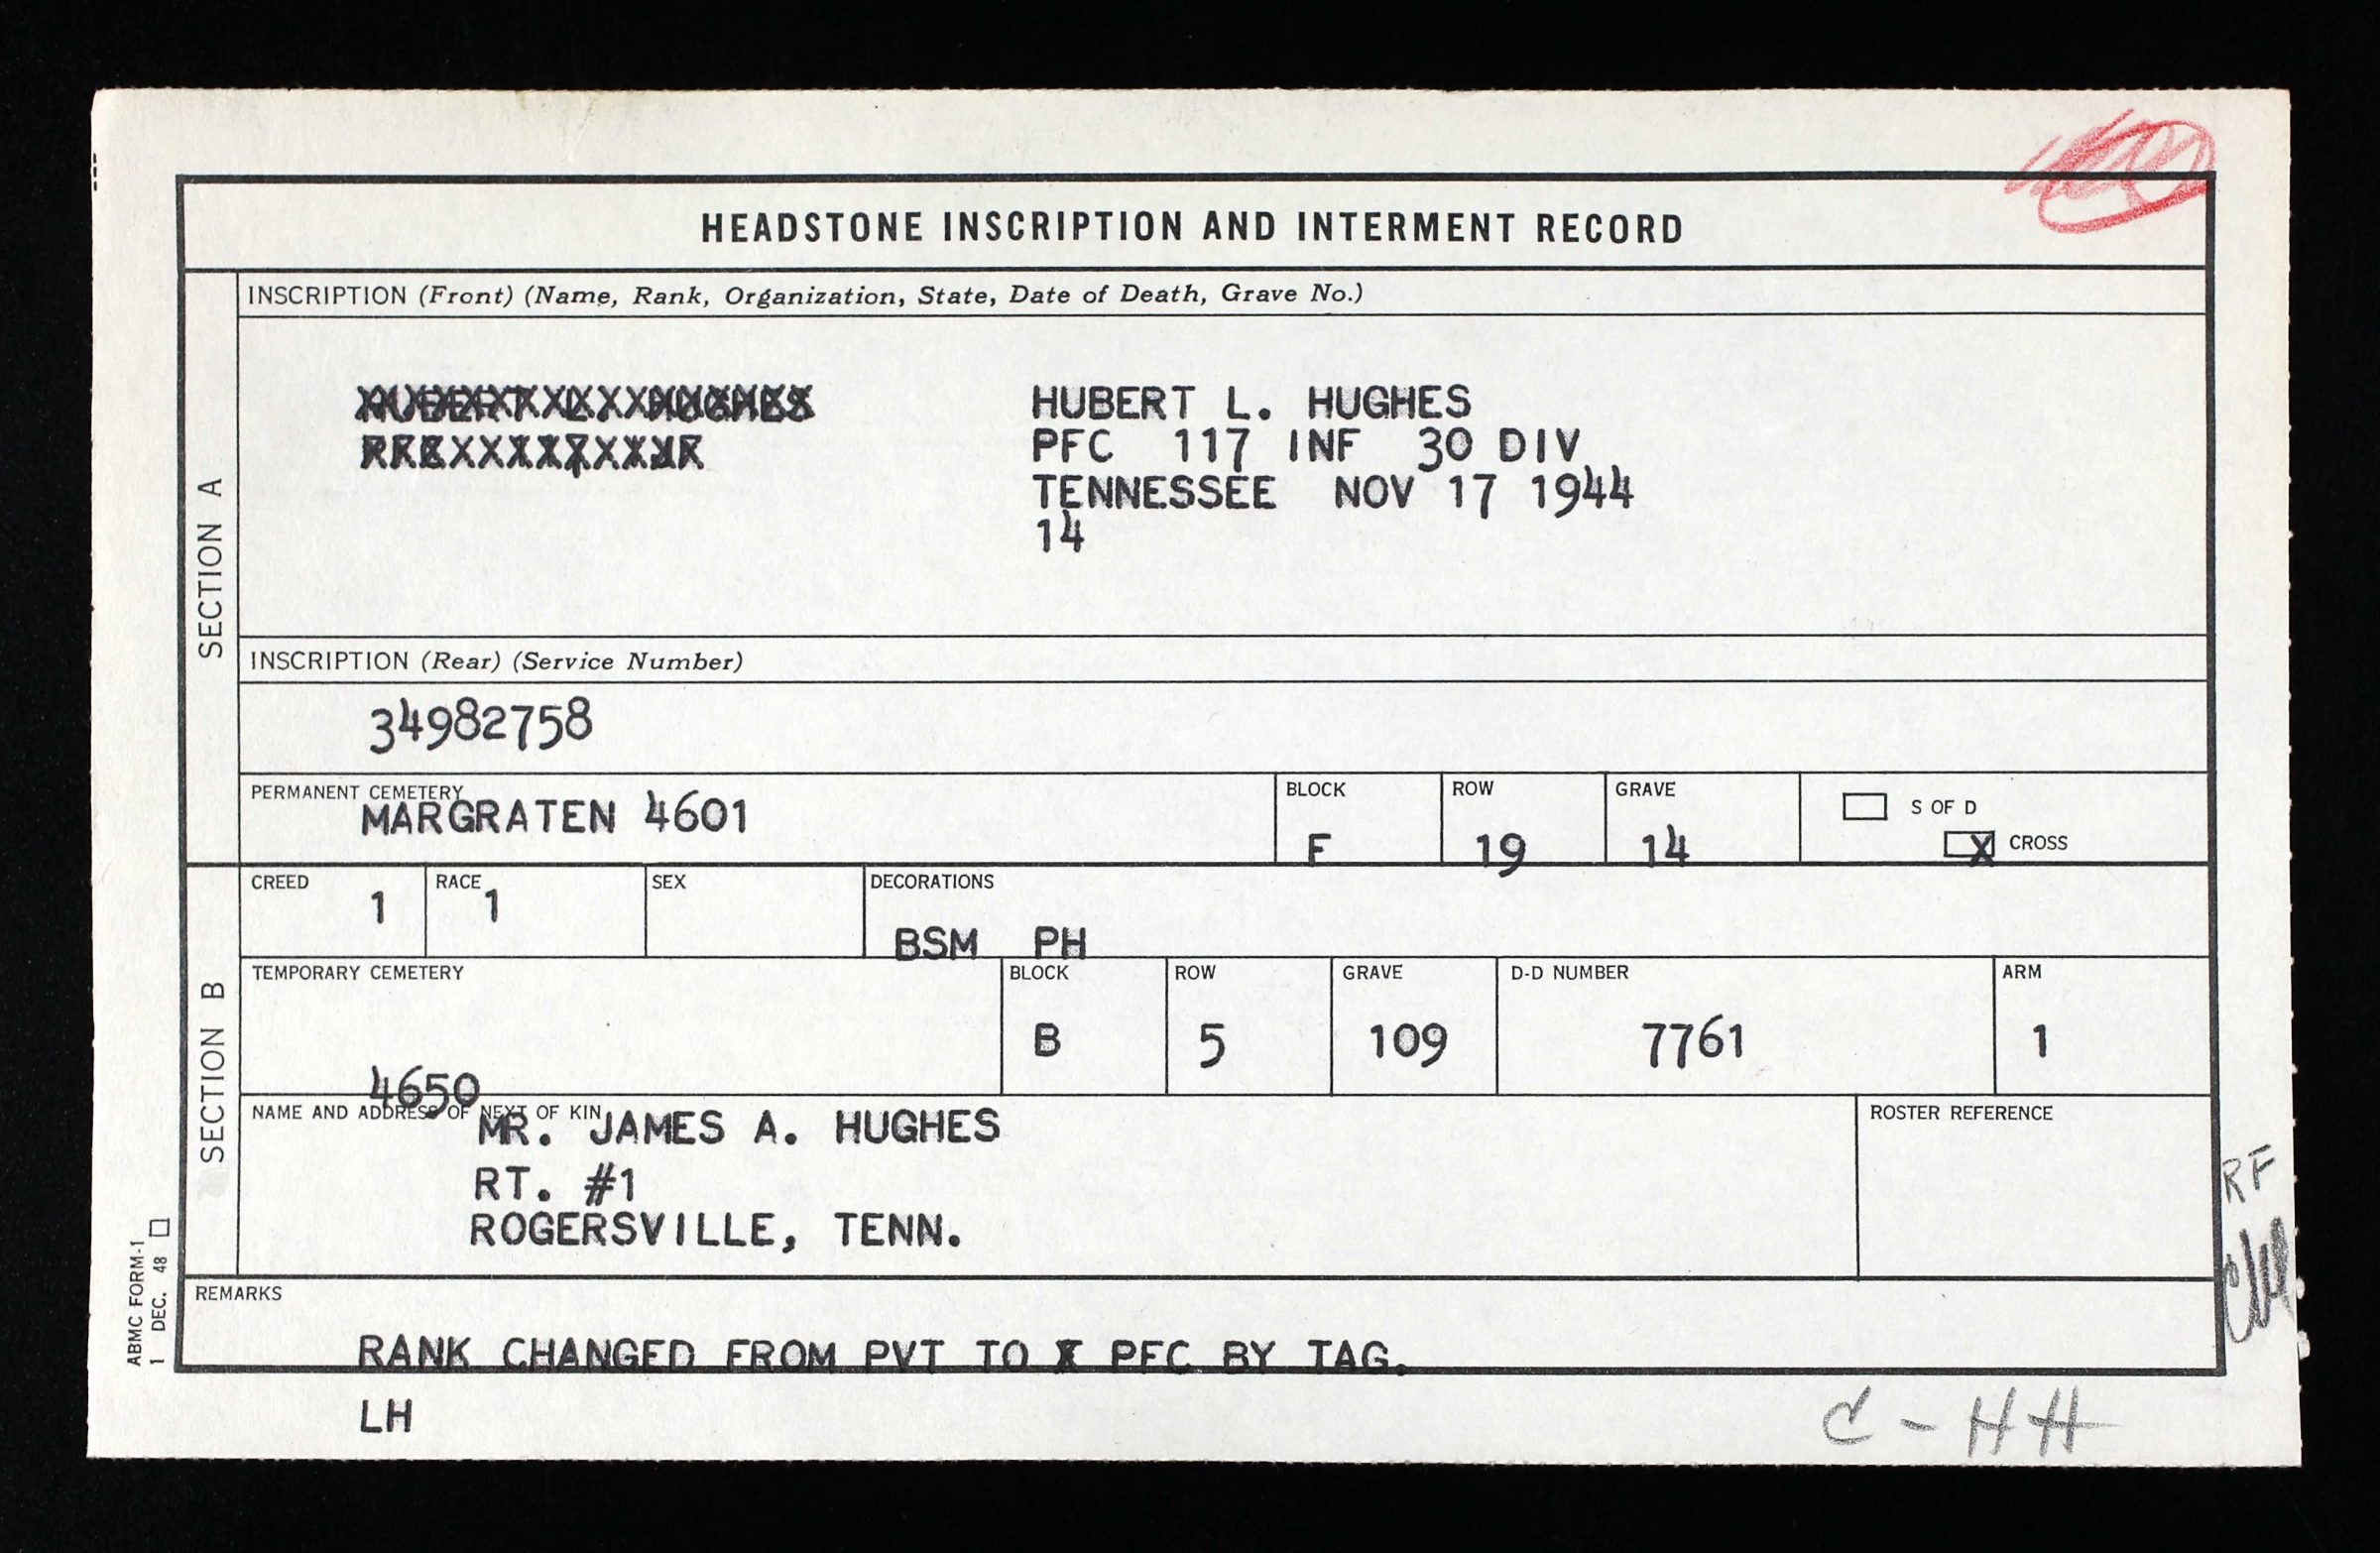 HEADSTONE INSCRIPTION AND INTERMENT RECORD
SECTION A
INSCRIPTION (Front) (Name, Rank, Organization, State, Date of Death, Grave No.)
HUBERT L. HUGHES
PFC 117 INF 30 DIV
TENNESSEE NOV 17 1944
14
INSCRIPTION (Rear) (Service Number)
34982758
PERMANENT CEMETERY BLOCK ROW GRAVE
MARGRATEN 4601 F 19 14
S OF D
X CROSS
SECTION B
CREED RACE SEX DECORATIONS
1 1 BSM PH
TEMPORARY CEMETERY BLOCK ROW GRAVE D-D NUMBER ARM
4650 B 5 109 7761 1
NAME AND ADDRESS OF NEXT OF KIN ROSTER REFERENCE
MR. JAMES A. HUGHES
RT. #1
ROGERSVILLE, TENN.
RF
REMARKS
RANK CHANGED FROM PVT TO X PFC BY TAG.
LH
C - HH
ABMC FORM-1
1 DEC. 48